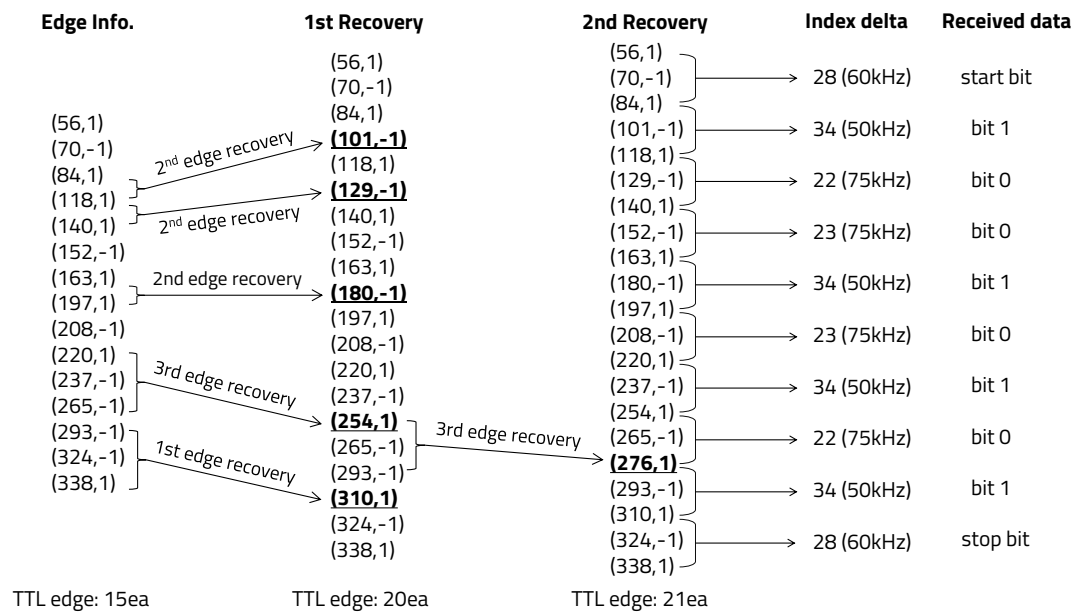 Edge Info.
1st Recovery
2nd Recovery
Index delta
Received data
(56,1)
(70,-1)
(84,1)
(118,1)
(140,1)
(152,-1)
(163,1)
(197,1)
(208,-1)
(220,1)
(237,-1)
(265,-1)
(293,-1)
(324,-1)
(338,1)
TTL edge: 15ea
2nd edge recovery
2nd edge recovery
2nd edge recovery
3rd edge recovery
1st edge recovery
(56,1)
(70,-1)
(84,1)
(101,-1)
(118,1)
(129,-1)
(140,1)
(152,-1)
(163,1)
(180,-1)
(197,1)
(208,-1)
(220,1)
(237,-1)
(254,1)
(265,-1)
(293,-1)
(310,1)
(324,-1)
(338,1)
TTL edge: 20ea
3rd edge recovery
(56,1)
(70,-1)
(84,1)
(101,-1)
(118,1)
(129,-1)
(140,1)
(152,-1)
(163,1)
(180,-1)
(197,1)
(208,-1)
(220,1)
(237,-1)
(254,1)
(265,-1)
(276,1)
(293,-1)
(310,1)
(324,-1)
(338,1)
TTL edge: 21ea
28 (60kHz) start bit
34 (50kHz) bit 1
22 (75kHz) bit 0
23 (75kHz) bit 0
34 (50kHz) bit 1
23 (75kHz) bit 0
34 (50kHz) bit 1
22 (75kHz) bit 0
34 (50kHz) bit 1
28 (60kHz) stop bit